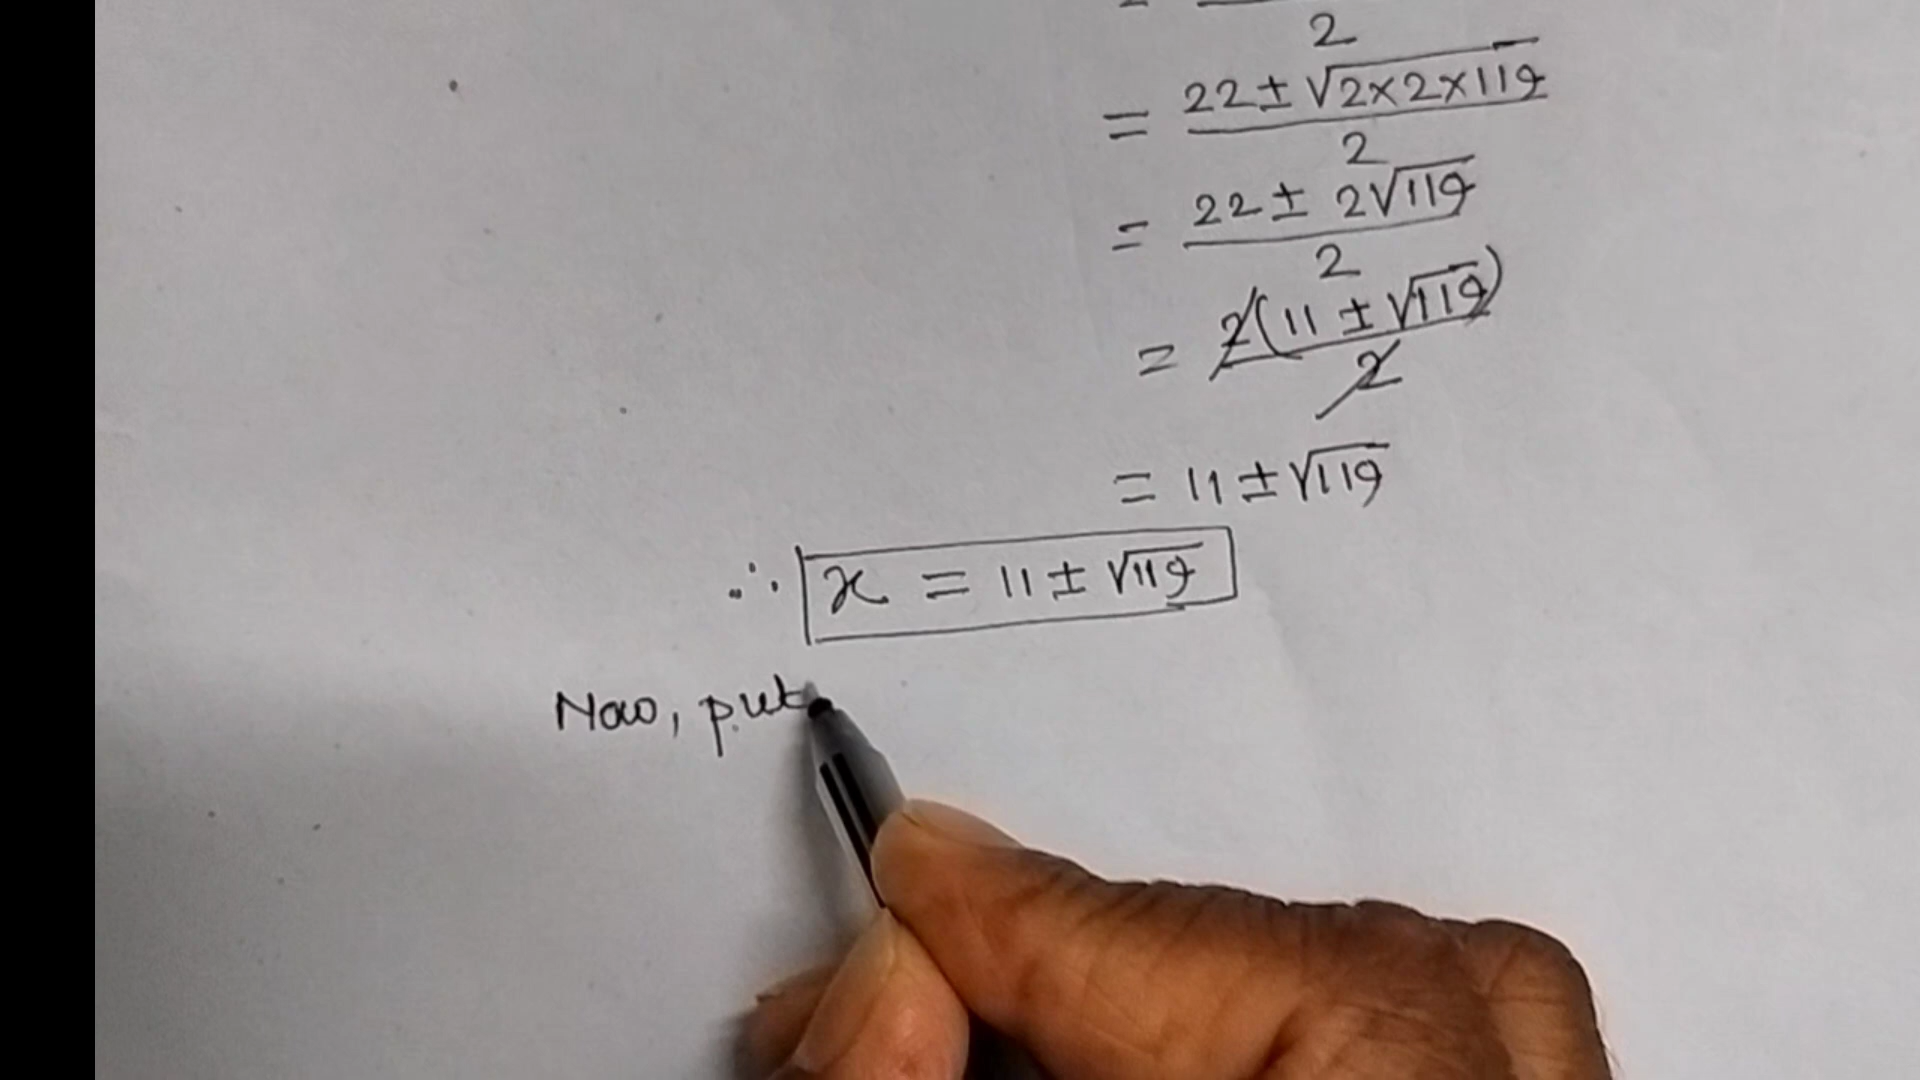 2
= 22 ± √2×2×119
2
= 22 ± 2√119
2
= 2(11 ± √119)
2
= 11 ± √119
∴ x = 11 ± √119
Now, put